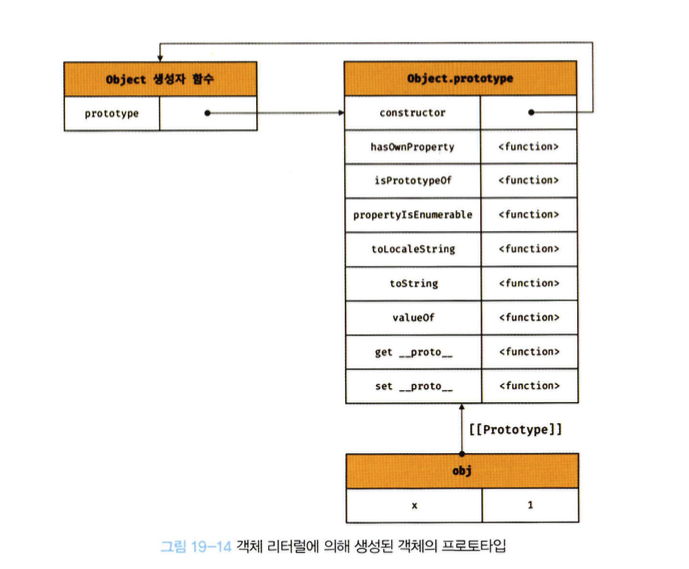 Object 생성자 함수
prototype
Object.prototype
constructor
hasOwnProperty <function>
isPrototypeOf <function>
propertyIsEnumerable <function>
toLocaleString <function>
toString <function>
valueOf <function>
get __proto__ <function>
set __proto__ <function>
[[Prototype]]
obj
x 1
그림 19-14 객체 리터럴에 의해 생성된 객체의 프로토타입